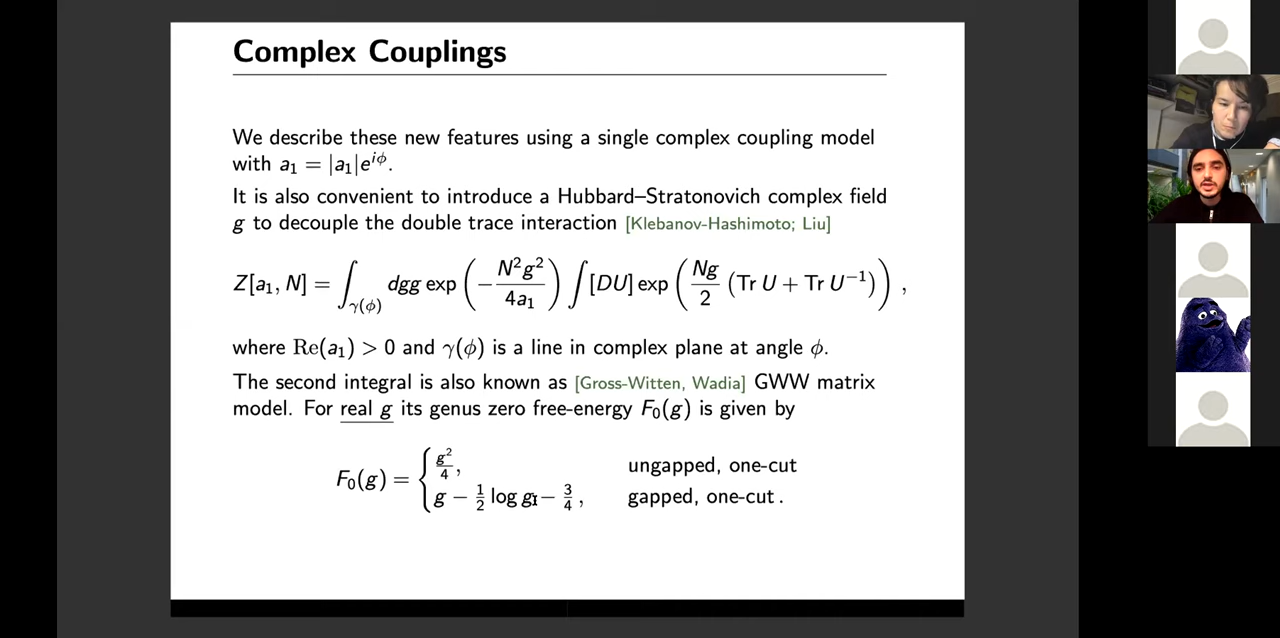 Complex Couplings
We describe these new features using a single complex coupling model
with a₁ = |a₁|e^{iϕ}.
It is also convenient to introduce a Hubbard–Stratonovich complex field
g to decouple the double trace interaction [Klebanov-Hashimoto; Liu]
Z[a₁, N] = ∫_{γ(ϕ)} dgg exp(−N²g²/4a₁) ∫[DU] exp(Ng/2 (Tr U + Tr U⁻¹)) ,
where Re(a₁) > 0 and γ(ϕ) is a line in complex plane at angle ϕ.
The second integral is also known as [Gross-Witten, Wadia] GWW matrix
model. For real g its genus zero free-energy F₀(g) is given by
F₀(g) = { g²/4, ungapped, one-cut
g − 1/2 log g − 3/4 , gapped, one-cut .